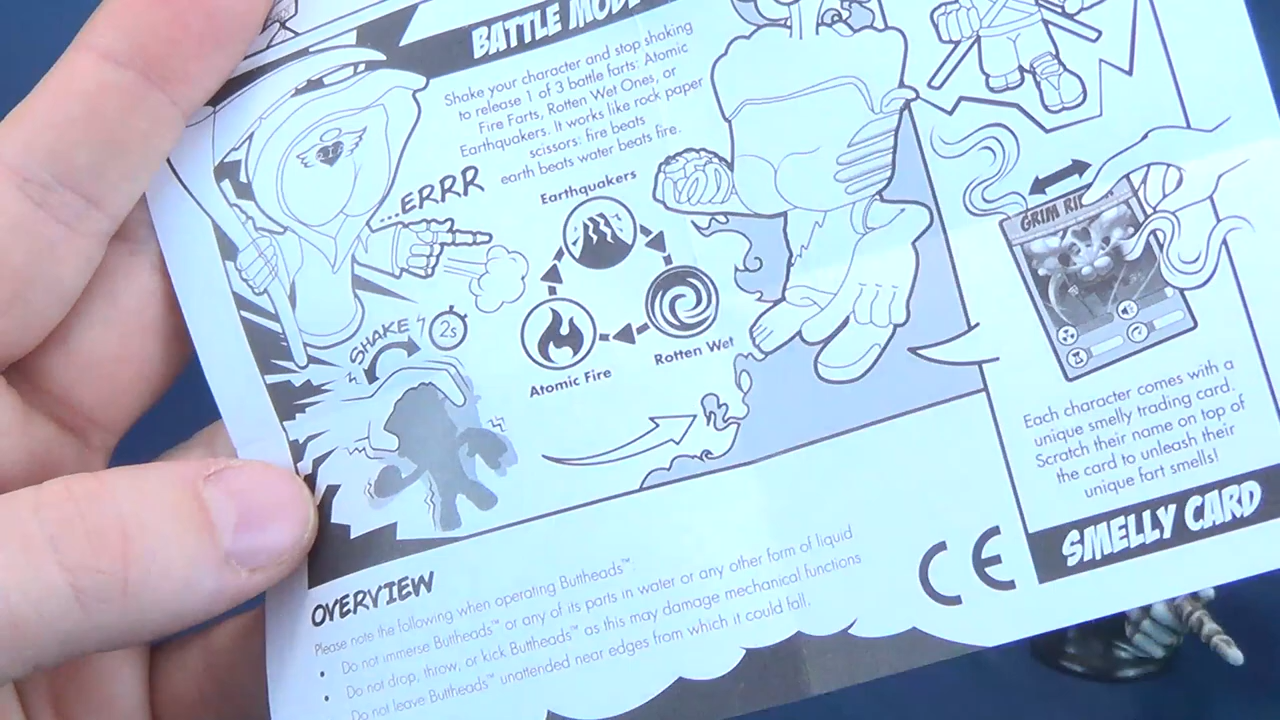 BATTLE MODE
Shake your character and stop shaking
to release 1 of 3 battle farts: Atomic
Fire Farts, Rotten Wet Ones, or
Earthquakers. It works like rock paper
scissors: fire beats
earth beats water beats fire.
...ERRR
Earthquakers
SHAKE
2s
Atomic Fire
Rotten Wet
GRIM
Each character comes with a
unique smelly trading card.
Scratch their name on top of
the card to unleash their
unique fart smells!
SMELLY CARD
CE
OVERVIEW
Please note the following when operating Buttheads™:
• Do not immerse Buttheads™ or any of its parts in water or any other form of liquid
• Do not drop, throw, or kick Buttheads™ as this may damage mechanical functions
Do not leave Buttheads™ unattended near edges from which it could fall.